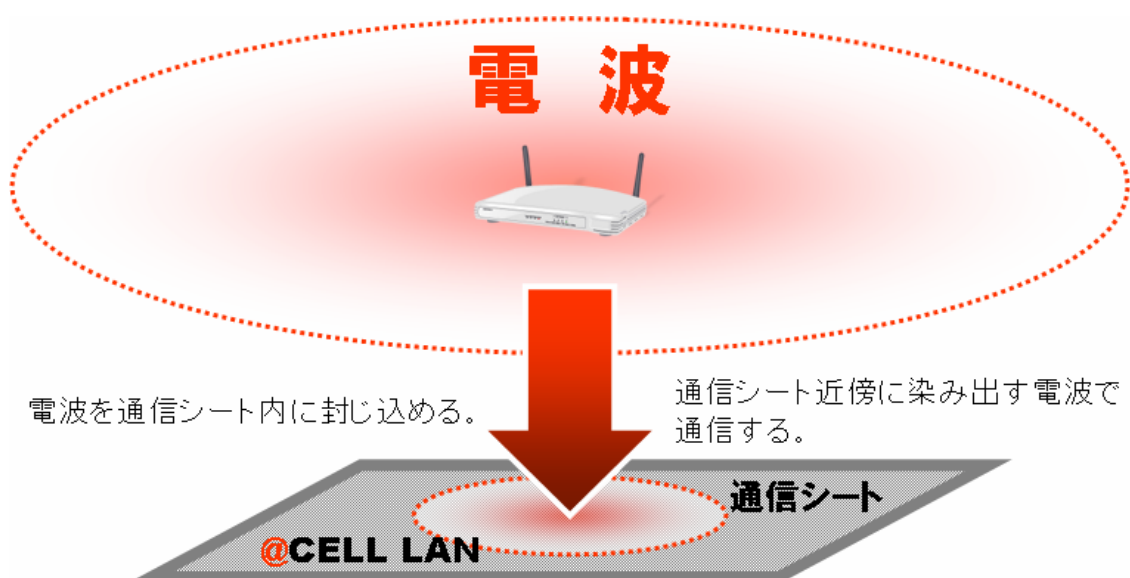 電波
電波を通信シート内に封じ込める。
通信シート近傍に染み出す電波で
通信する。
通信シート
@CELL LAN